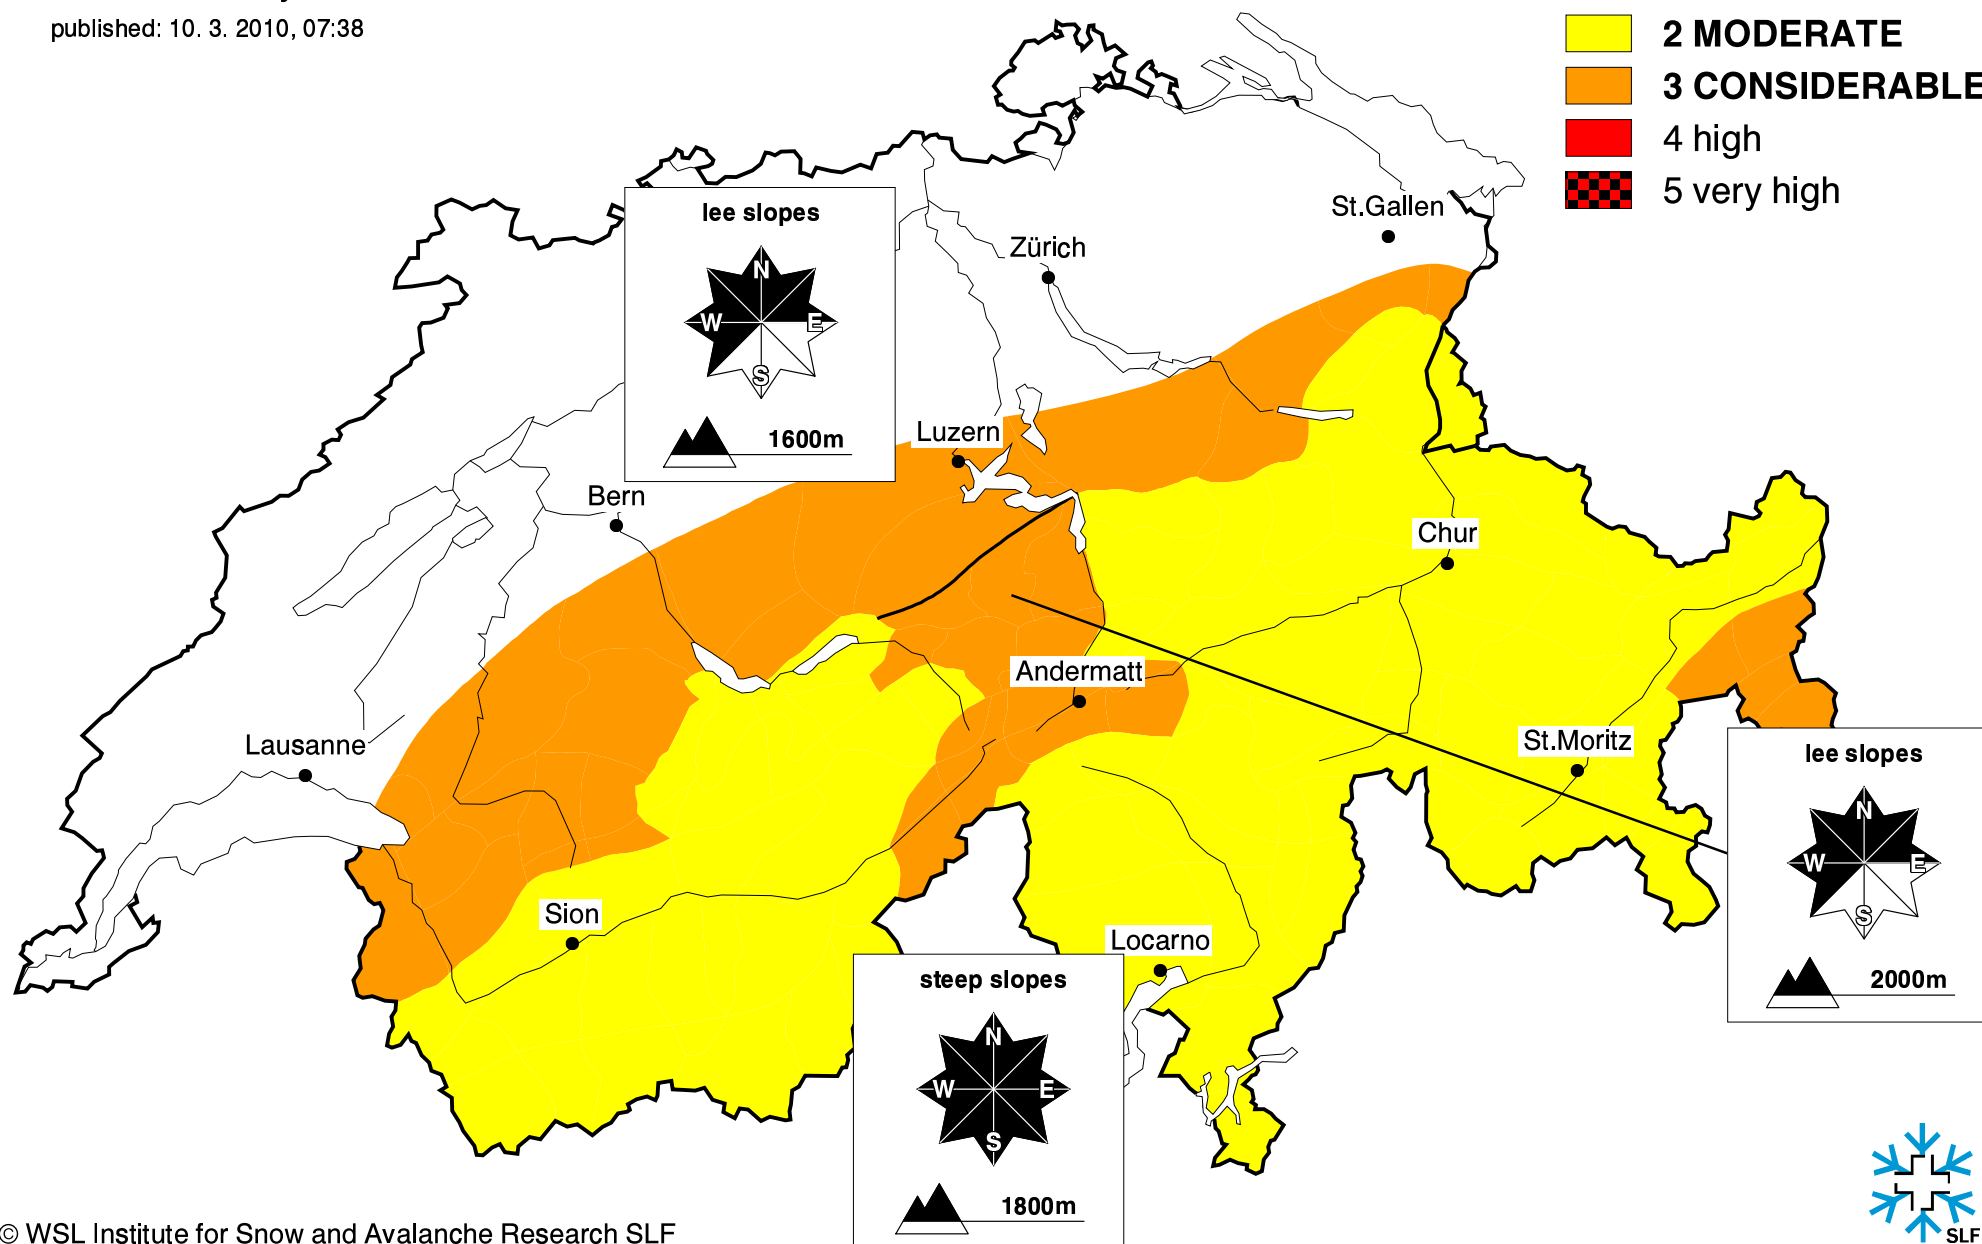 published: 10. 3. 2010, 07:38
2 MODERATE
3 CONSIDERABLE
4 high
5 very high
St.Gallen
Zürich
lee slopes
N
W E
S
1600m
Luzern
Bern
Chur
Andermatt
Lausanne
St.Moritz
lee slopes
N
W E
S
2000m
Sion
Locarno
steep slopes
N
W E
S
1800m
© WSL Institute for Snow and Avalanche Research SLF
SLF